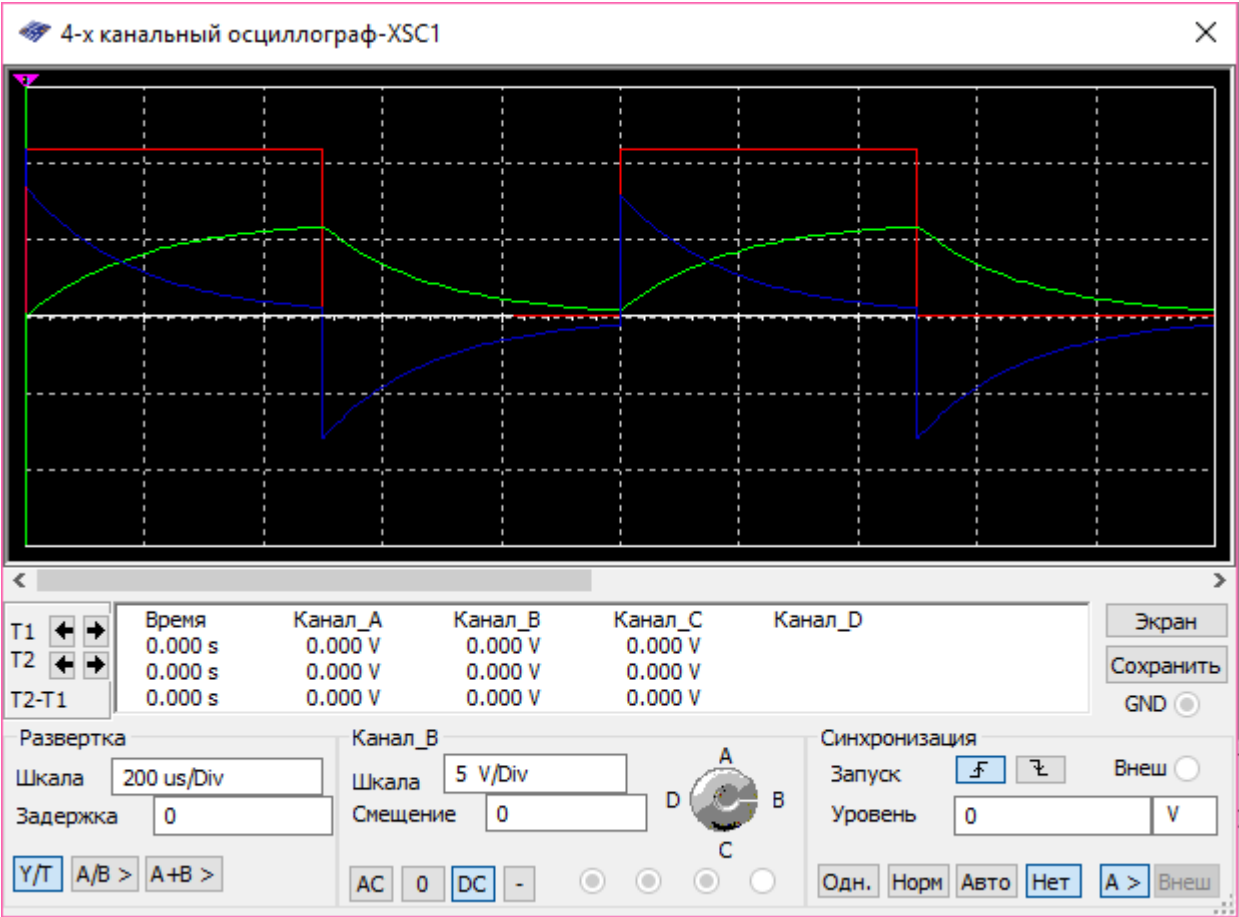 4-х канальный осциллограф-XSC1
T1
T2
T2-T1
Время Канал_A Канал_B Канал_C Канал_D
0.000 s 0.000 V 0.000 V 0.000 V
0.000 s 0.000 V 0.000 V 0.000 V
0.000 s 0.000 V 0.000 V 0.000 V
Экран
Сохранить
GND
Развертка
Шкала 200 us/Div
Задержка 0
Y/T A/B > A+B >
Канал_B
Шкала 5 V/Div
Смещение 0
AC 0 DC -
A
D B
C
Синхронизация
Запуск Внеш
Уровень 0 V
Одн. Норм Авто Нет A > Внеш